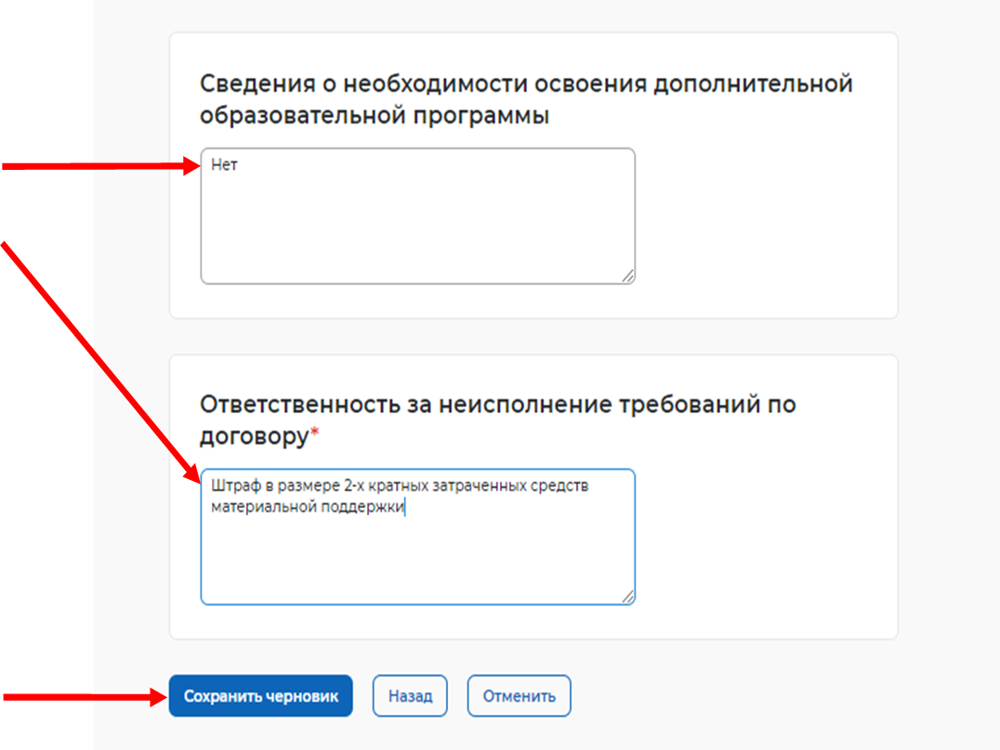 Сведения о необходимости освоения дополнительной
образовательной программы
Нет
Ответственность за неисполнение требований по
договору*
Штраф в размере 2-х кратных затраченных средств
материальной поддержки
Сохранить черновик Назад Отменить